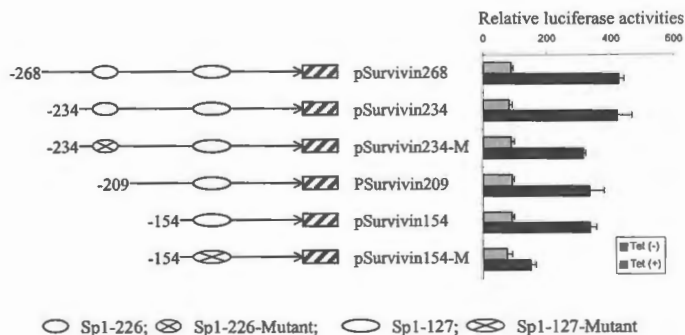 Relative luciferase activities
0 200 400 600
-268 pSurvivin268
-234 pSurvivin234
-234 pSurvivin234-M
-209 PSurvivin209
-154 pSurvivin154
-154 pSurvivin154-M
Tet (-)
Tet (+)
Sp1-226; Sp1-226-Mutant; Sp1-127; Sp1-127-Mutant